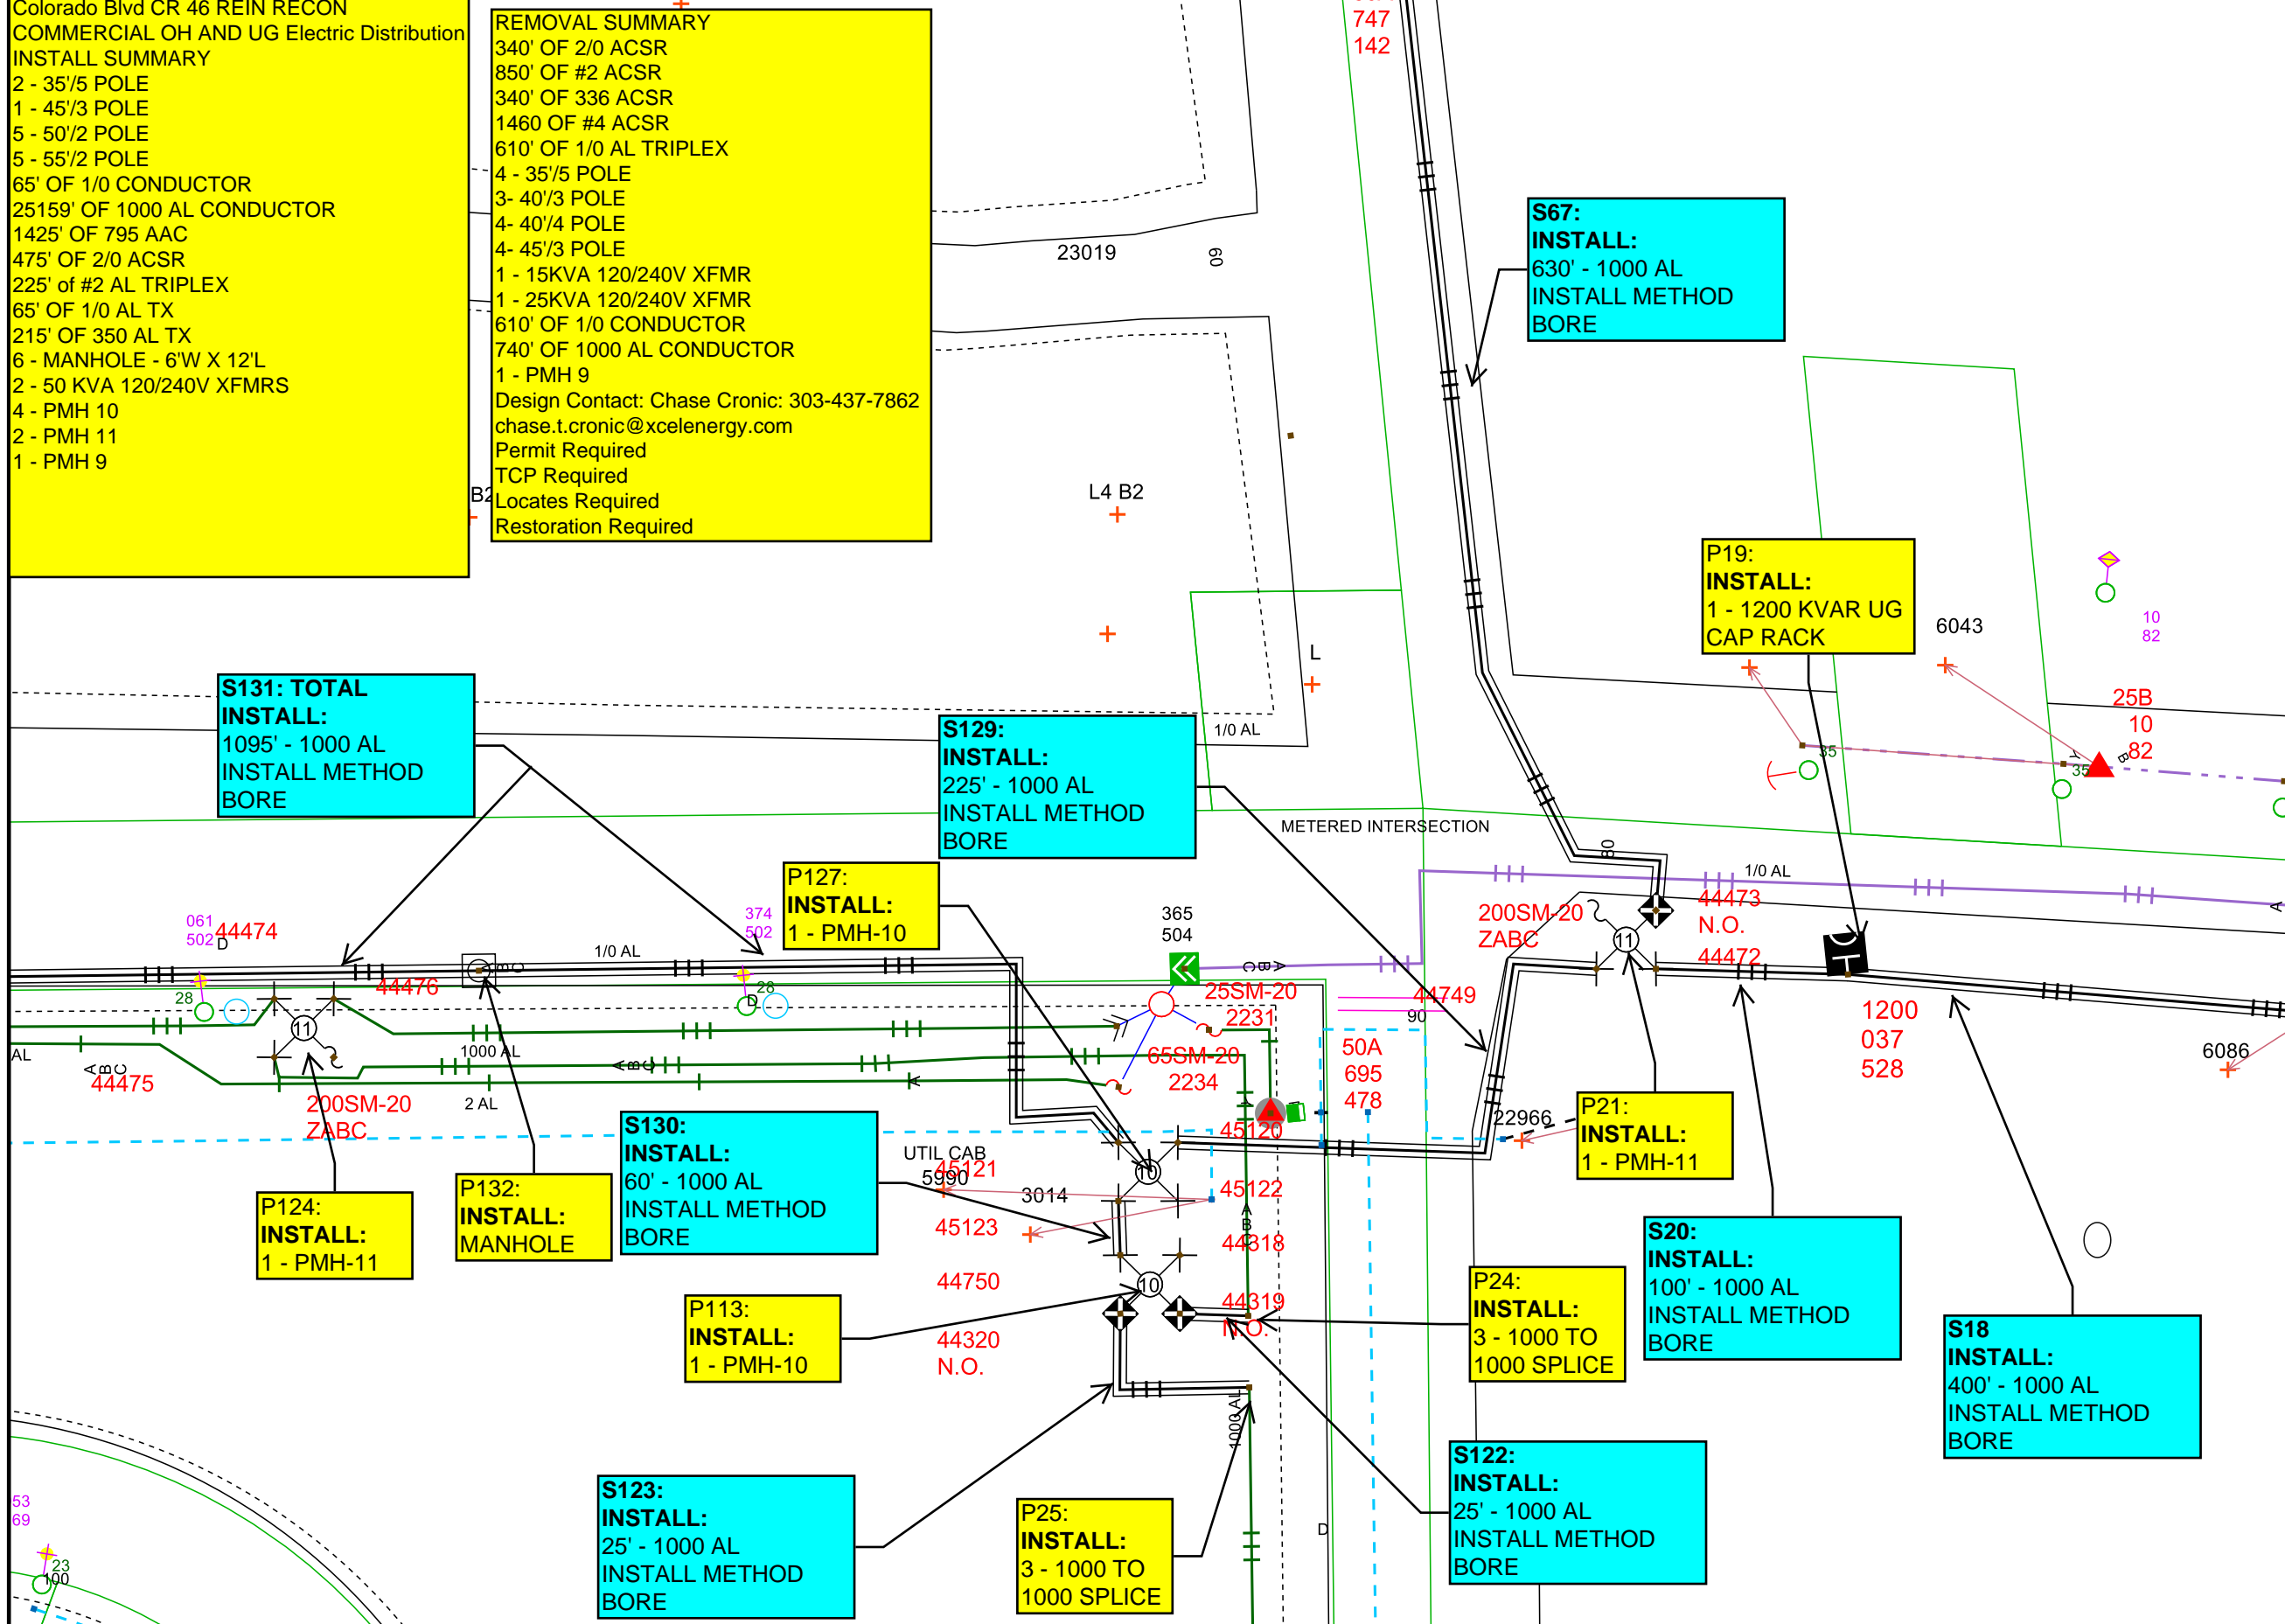 Colorado Blvd CR 46 REIN RECON
COMMERCIAL OH AND UG Electric Distribution
INSTALL SUMMARY
2 - 35'/5 POLE
1 - 45'/3 POLE
5 - 50'/2 POLE
5 - 55'/2 POLE
65' OF 1/0 CONDUCTOR
25159' OF 1000 AL CONDUCTOR
1425' OF 795 AAC
475' OF 2/0 ACSR
225' of #2 AL TRIPLEX
65' OF 1/0 AL TX
215' OF 350 AL TX
6 - MANHOLE - 6'W X 12'L
2 - 50 KVA 120/240V XFMRS
4 - PMH 10
2 - PMH 11
1 - PMH 9
REMOVAL SUMMARY
340' OF 2/0 ACSR
850' OF #2 ACSR
340' OF 336 ACSR
1460 OF #4 ACSR
610' OF 1/0 AL TRIPLEX
4 - 35'/5 POLE
3- 40'/3 POLE
4- 40'/4 POLE
4- 45'/3 POLE
1 - 15KVA 120/240V XFMR
1 - 25KVA 120/240V XFMR
610' OF 1/0 CONDUCTOR
740' OF 1000 AL CONDUCTOR
1 - PMH 9
Design Contact: Chase Cronic: 303-437-7862
chase.t.cronic@xcelenergy.com
Permit Required
TCP Required
Locates Required
Restoration Required
747
142
23019
60
S67:
INSTALL:
630' - 1000 AL
INSTALL METHOD
BORE
B2
L4 B2
L
P19:
INSTALL:
1 - 1200 KVAR UG
CAP RACK
6043
10
82
25B
10
82
35
35
Y
B
S131: TOTAL
INSTALL:
1095' - 1000 AL
INSTALL METHOD
BORE
S129:
INSTALL:
225' - 1000 AL
INSTALL METHOD
BORE
1/0 AL
METERED INTERSECTION
80
1/0 AL
P127:
INSTALL:
1 - PMH-10
061
502
D
44474
374
502
1/0 AL
365
504
200SM-20
ZABC
11
44473
N.O.
44472
A
44476
28
28
D
11
C
B
A
25SM-20
2231
44749
90
1200
037
528
6086
AL
A
B
C
44475
1000 AL
A
B
C
A
2 AL
200SM-20
ZABC
65SM-20
2234
50A
695
478
22966
P21:
INSTALL:
1 - PMH-11
S130:
INSTALL:
60' - 1000 AL
INSTALL METHOD
BORE
UTIL CAB
5990
45121
3014
45123
10
45120
45122
A
B
C
44318
P124:
INSTALL:
1 - PMH-11
P132:
INSTALL:
MANHOLE
S20:
INSTALL:
100' - 1000 AL
INSTALL METHOD
BORE
44750
10
44319
N.O.
44320
N.O.
P113:
INSTALL:
1 - PMH-10
P24:
INSTALL:
3 - 1000 TO
1000 SPLICE
S18
INSTALL:
400' - 1000 AL
INSTALL METHOD
BORE
1000 AL
S123:
INSTALL:
25' - 1000 AL
INSTALL METHOD
BORE
P25:
INSTALL:
3 - 1000 TO
1000 SPLICE
S122:
INSTALL:
25' - 1000 AL
INSTALL METHOD
BORE
D
53
69
23
100